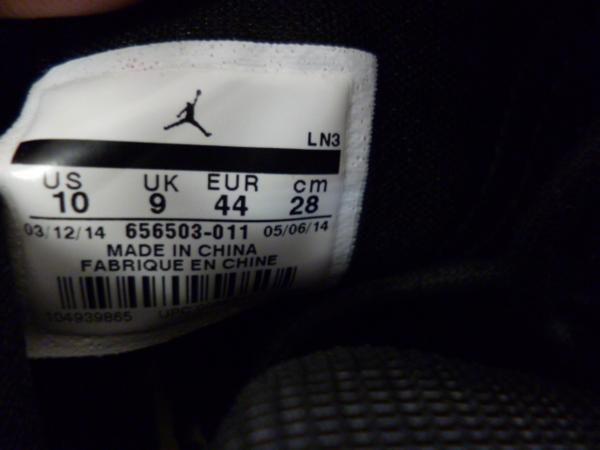 LN3
US UK EUR cm
10 9 44 28
03/12/14 656503-011 05/06/14
MADE IN CHINA
FABRIQUE EN CHINE
104939865